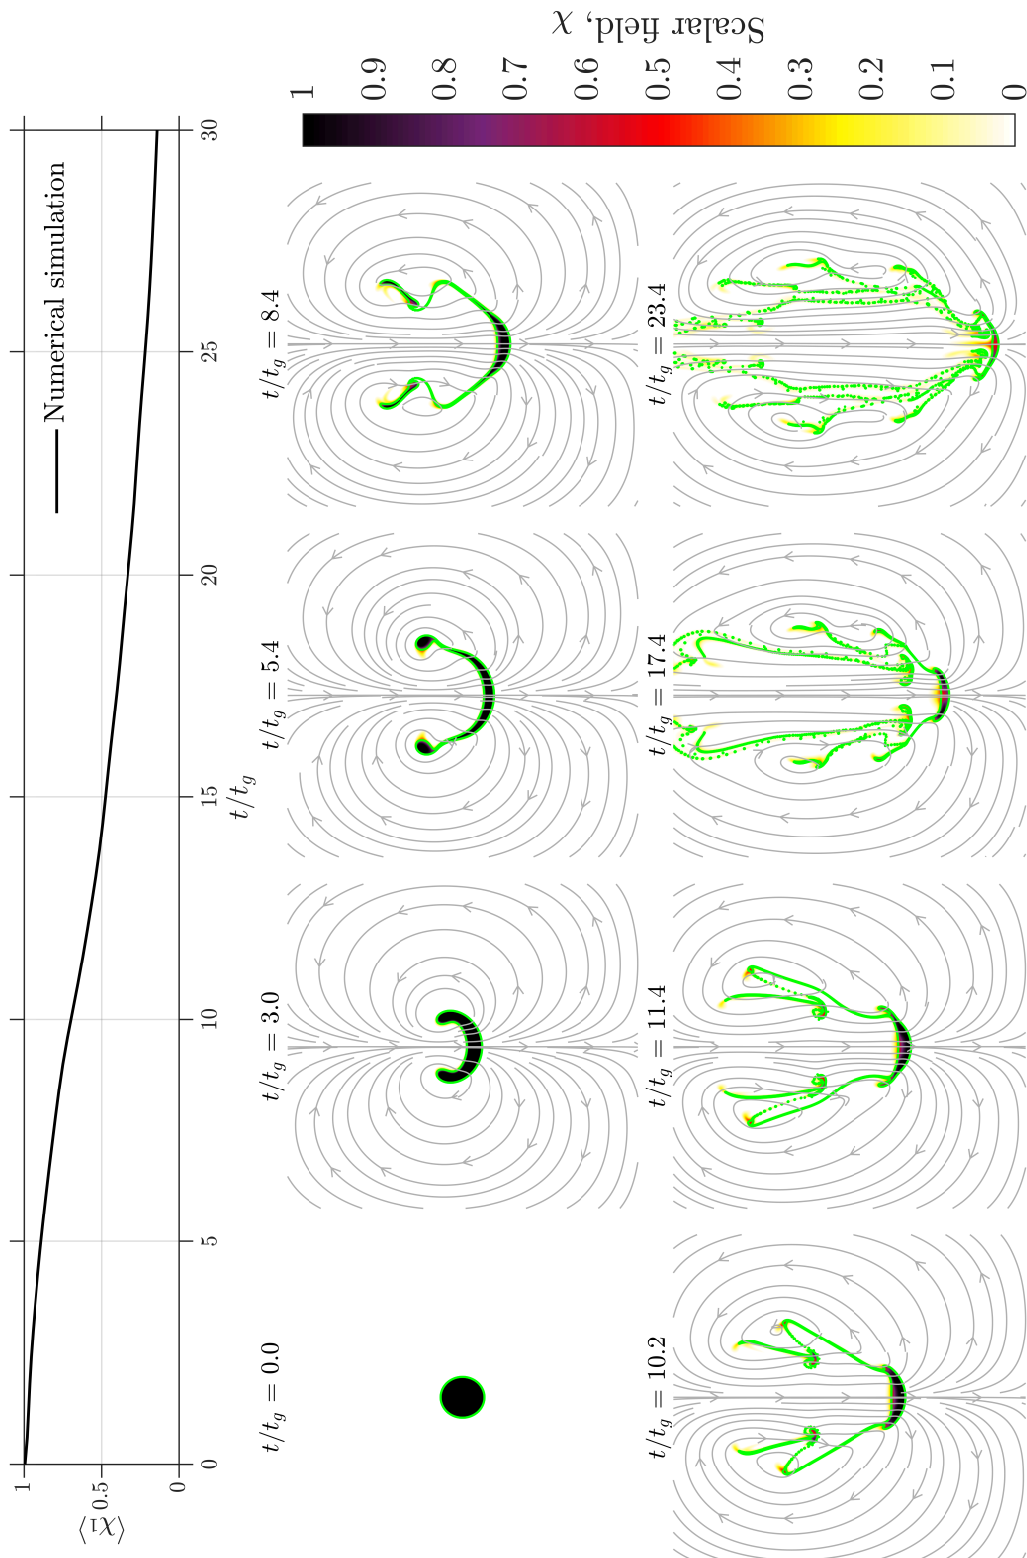 ⟨χ₁⟩
1
0.5
0
0
5
10
15
20
25
30
t/t_g
Numerical simulation
t/t_g = 0.0
t/t_g = 3.0
t/t_g = 5.4
t/t_g = 8.4
t/t_g = 10.2
t/t_g = 11.4
t/t_g = 17.4
t/t_g = 23.4
1
0.9
0.8
0.7
0.6
0.5
0.4
0.3
0.2
0.1
0
Scalar field, χ